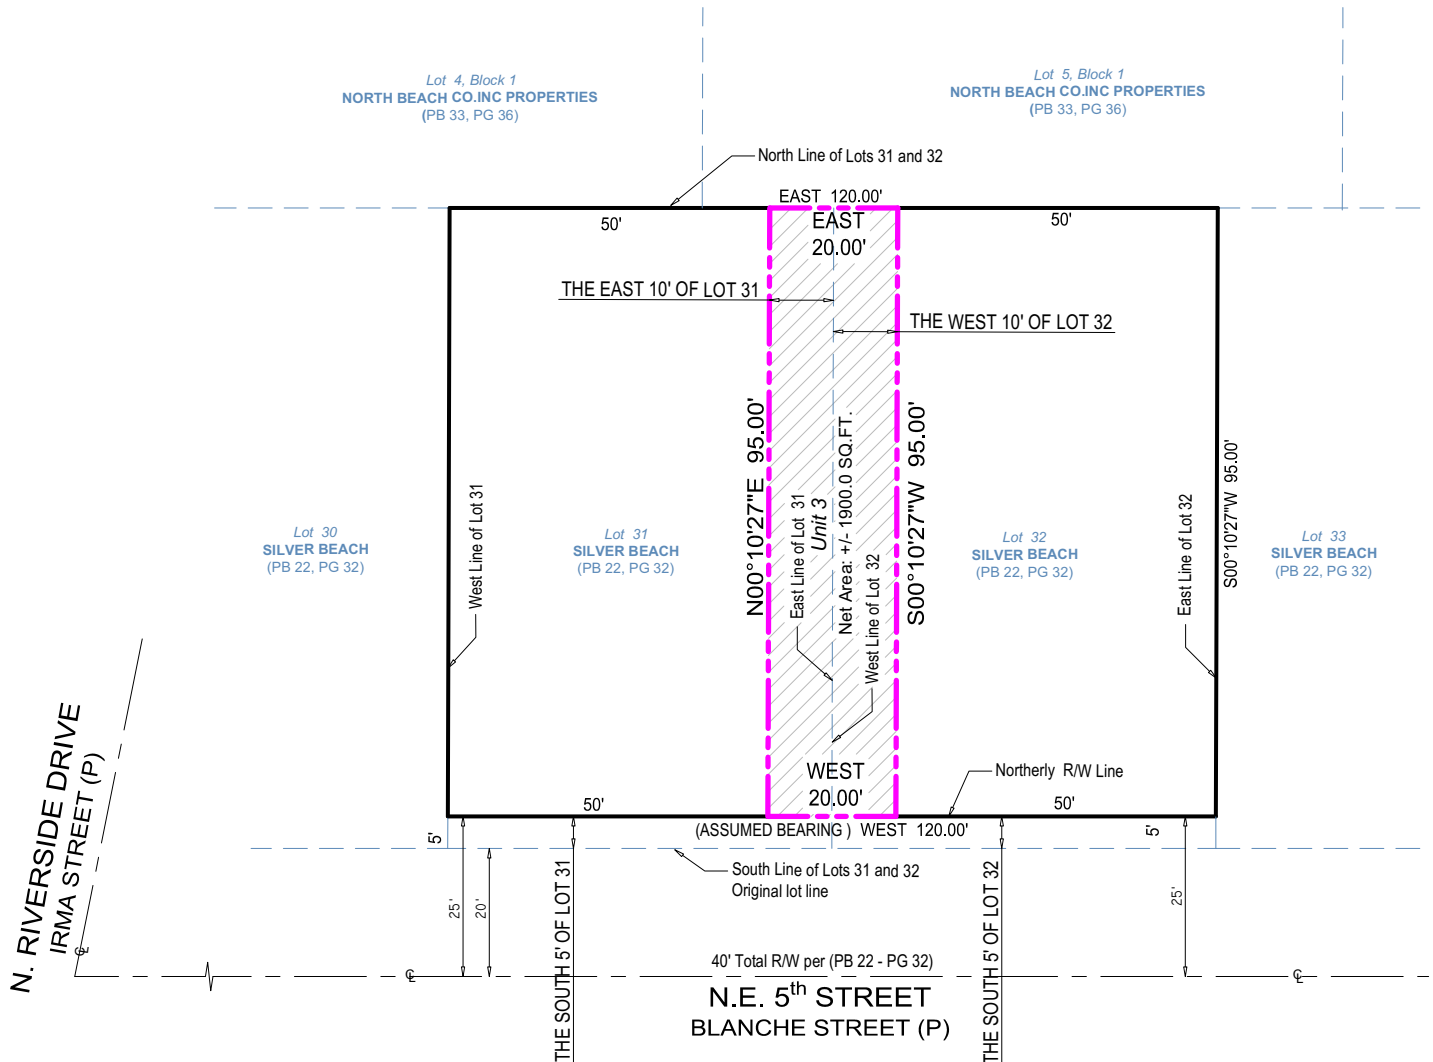 Lot 4, Block 1
NORTH BEACH CO.INC PROPERTIES
(PB 33, PG 36)
Lot 5, Block 1
NORTH BEACH CO.INC PROPERTIES
(PB 33, PG 36)
North Line of Lots 31 and 32
EAST 120.00'
50'
EAST
20.00'
50'
THE EAST 10' OF LOT 31
THE WEST 10' OF LOT 32
N00°10'27"E 95.00'
S00°10'27"W 95.00'
S00°10'27"W 95.00'
West Line of Lot 31
East Line of Lot 31
Unit 3
Net Area: +/- 1900.0 SQ.FT.
West Line of Lot 32
East Line of Lot 32
Lot 30
SILVER BEACH
(PB 22, PG 32)
Lot 31
SILVER BEACH
(PB 22, PG 32)
Lot 32
SILVER BEACH
(PB 22, PG 32)
Lot 33
SILVER BEACH
(PB 22, PG 32)
N. RIVERSIDE DRIVE
IRMA STREET (P)
WEST
20.00'
Northerly R/W Line
50'
50'
(ASSUMED BEARING ) WEST 120.00'
5'
5'
South Line of Lots 31 and 32
Original lot line
25'
20'
25'
THE SOUTH 5' OF LOT 31
THE SOUTH 5' OF LOT 32
40' Total R/W per (PB 22 - PG 32)
N.E. 5th STREET
BLANCHE STREET (P)